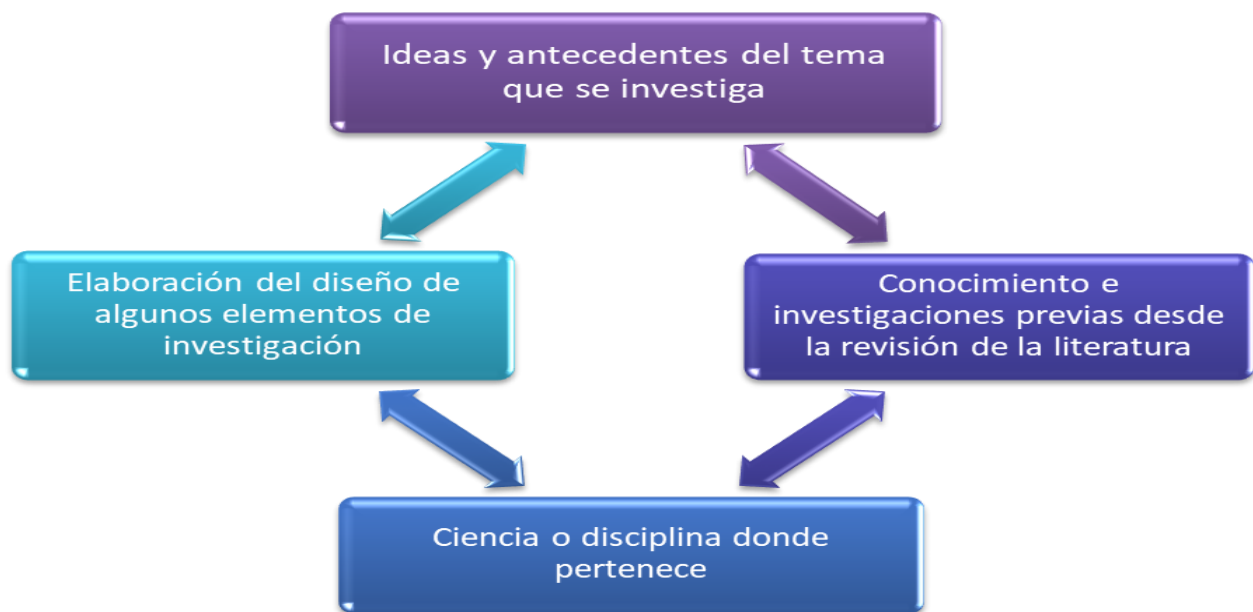 Ideas y antecedentes del tema
que se investiga
Elaboración del diseño de
algunos elementos de
investigación
Conocimiento e
investigaciones previas desde
la revisión de la literatura
Ciencia o disciplina donde
pertenece